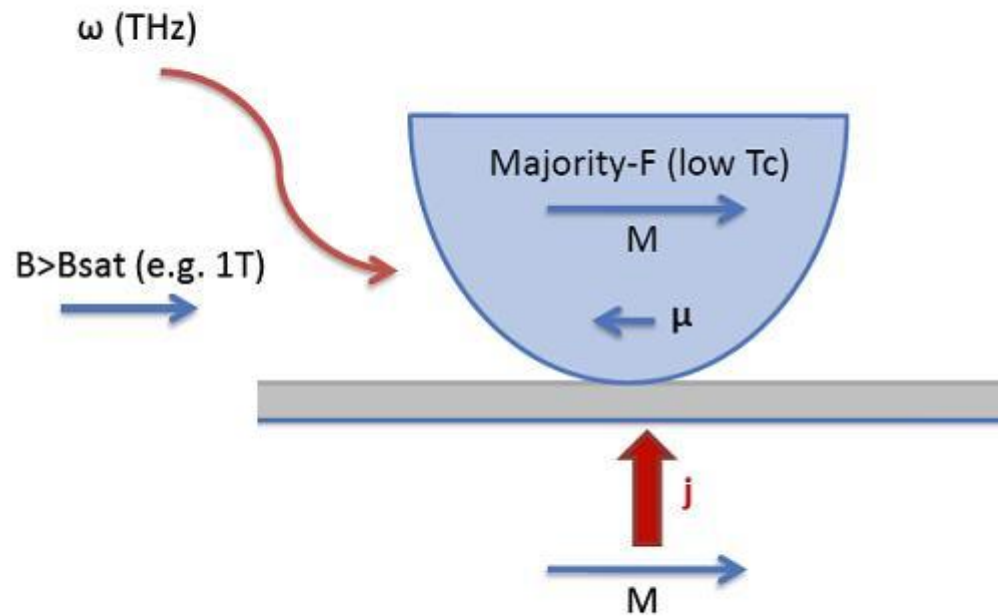 ω (THz)
Majority-F (low Tc)
M
B>Bsat (e.g. 1T)
μ
j
M